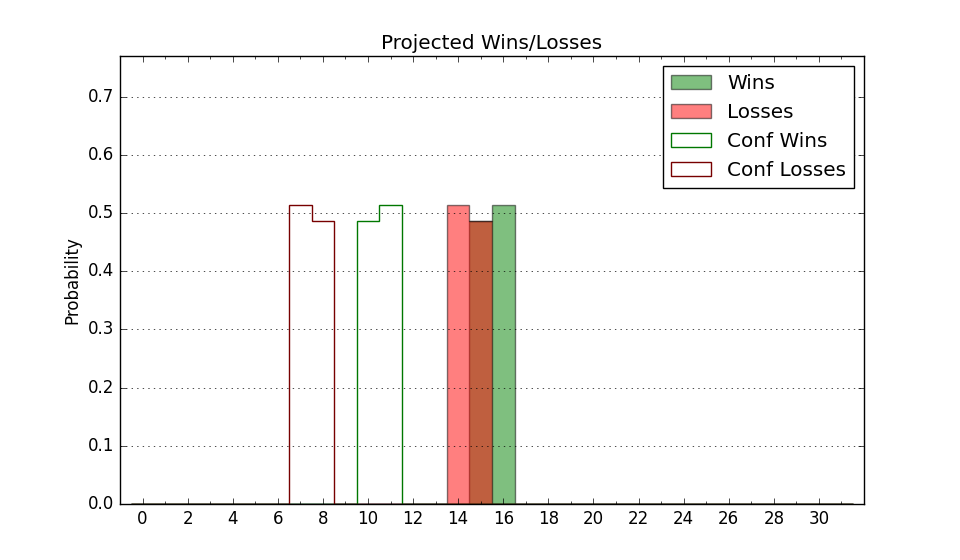 Projected Wins/Losses
Wins
Losses
Conf Wins
Conf Losses
Probability
0.7
0.6
0.5
0.4
0.3
0.2
0.1
0.0
0 2 4 6 8 10 12 14 16 18 20 22 24 26 28 30